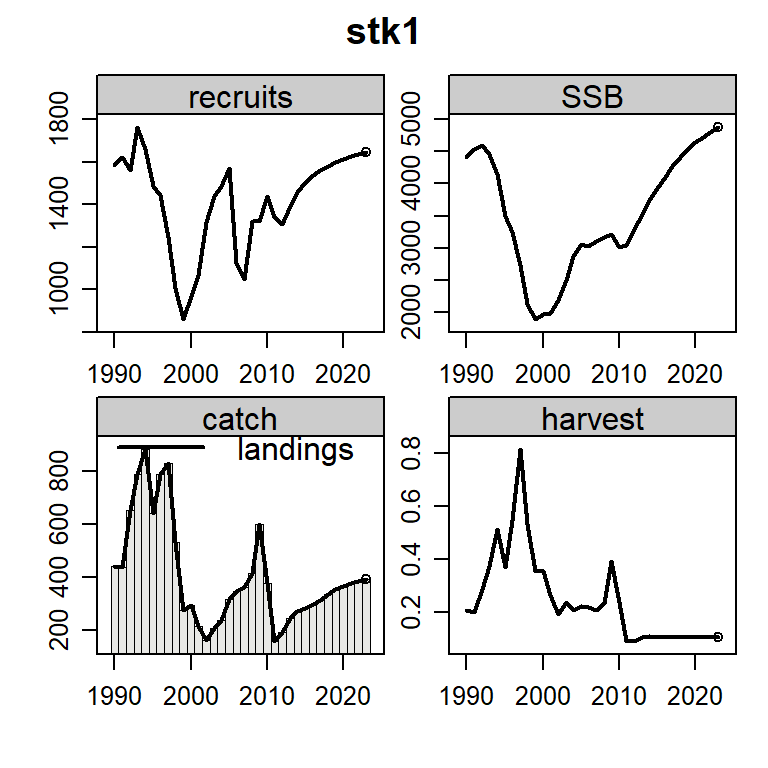 stk1
recruits
1000 1400 1800
1990 2000 2010 2020
SSB
2000 3000 4000 5000
1990 2000 2010 2020
catch
landings
200 400 600 800
1990 2000 2010 2020
harvest
0.2 0.4 0.6 0.8
1990 2000 2010 2020